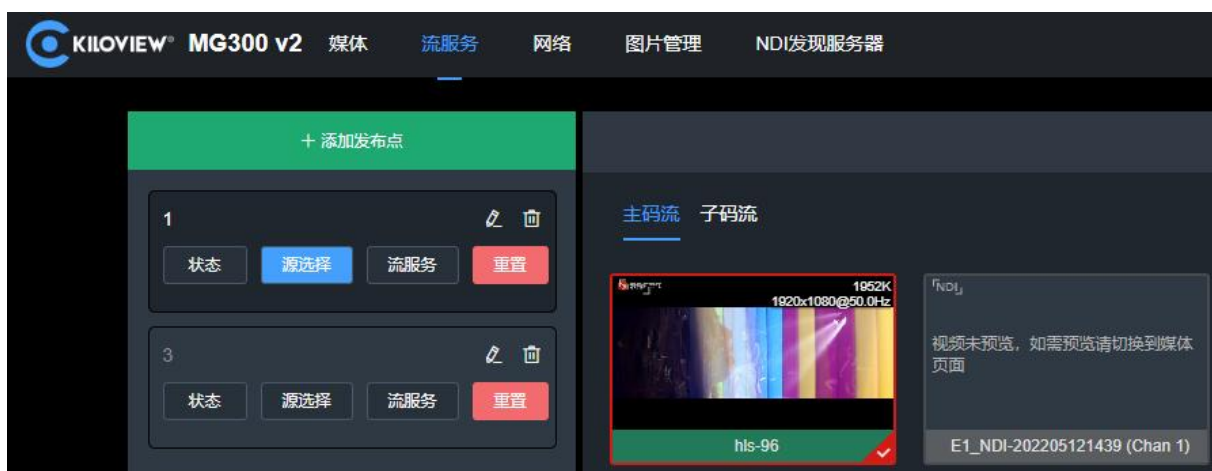 KILOVIEW® MG300 v2 媒体 流服务 网络 图片管理 NDI发现服务器
+ 添加发布点
1
状态 源选择 流服务 重置
3
状态 源选择 流服务 重置
主码流 子码流
1952K
1920x1080@50.0Hz
hls-96
NDI
视频未预览，如需预览请切换到媒体
页面
E1_NDI-202205121439 (Chan 1)